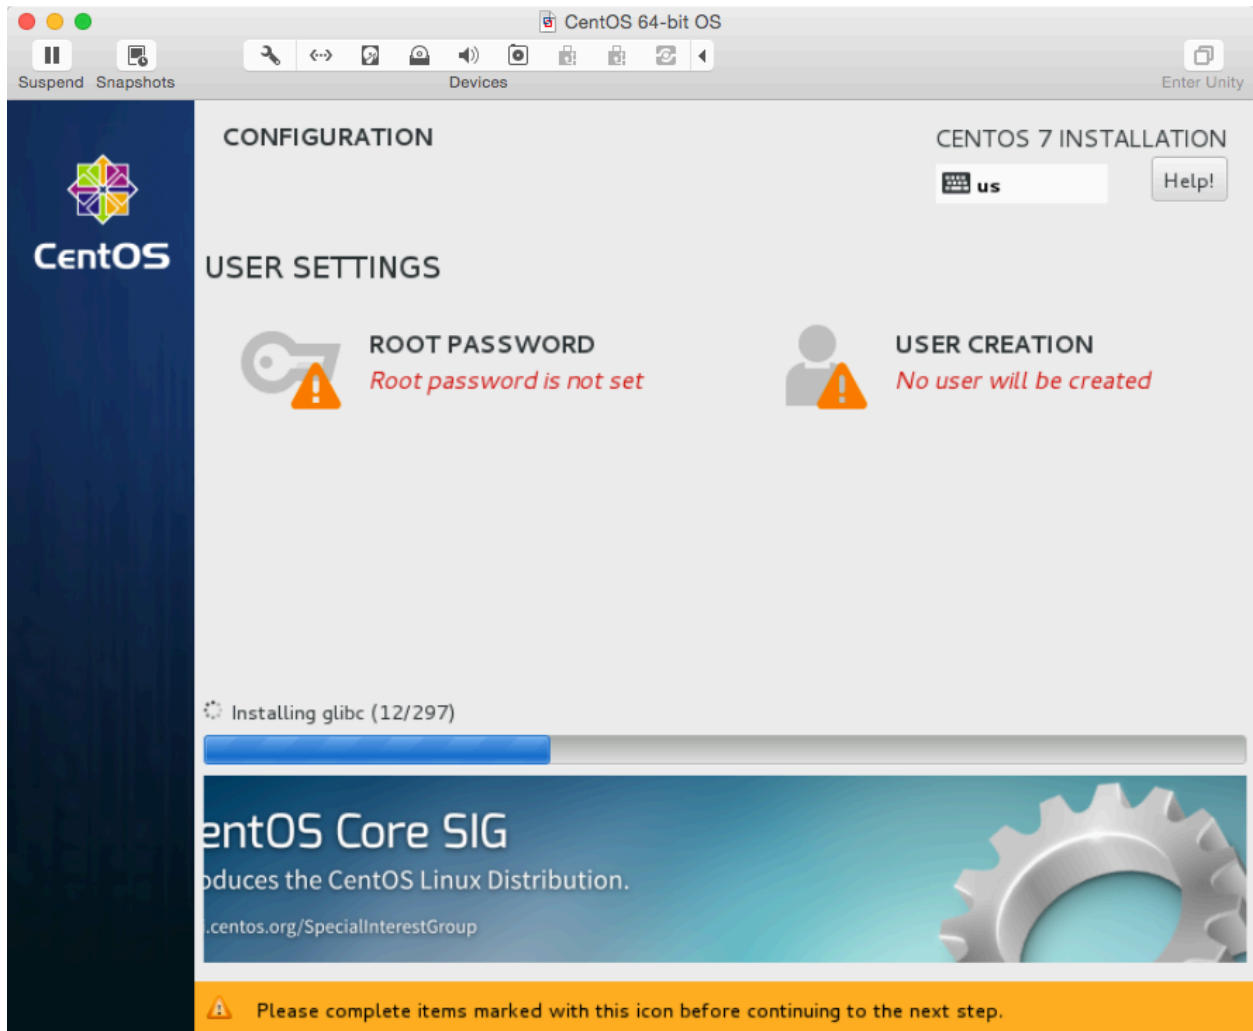 CentOS 64-bit OS
Suspend Snapshots Devices Enter Unity
CentOS
CONFIGURATION
CENTOS 7 INSTALLATION
us
Help!
USER SETTINGS
ROOT PASSWORD
Root password is not set
USER CREATION
No user will be created
Installing glibc (12/297)
entOS Core SIG
oduces the CentOS Linux Distribution.
.centos.org/SpecialInterestGroup
Please complete items marked with this icon before continuing to the next step.